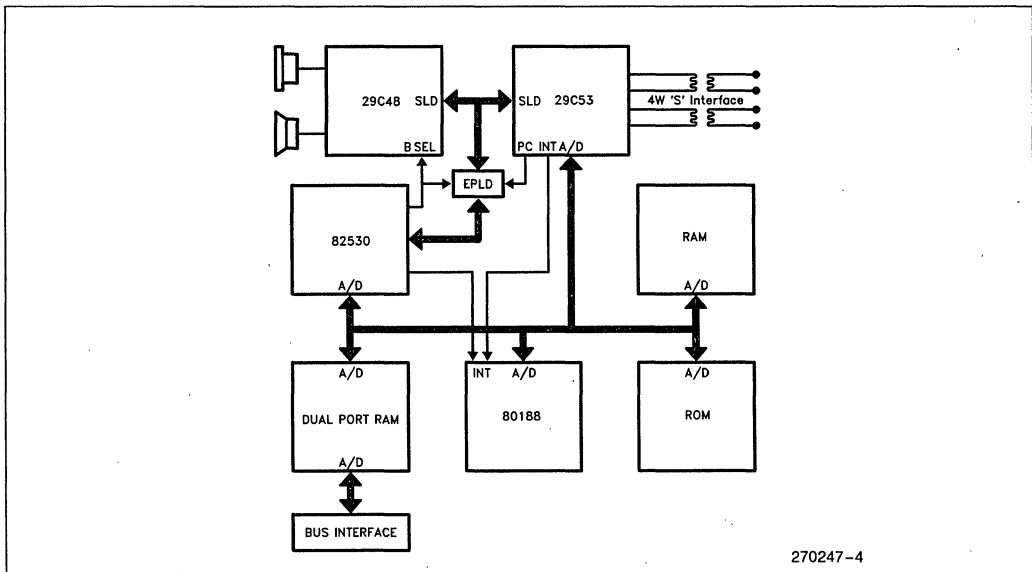 29C48 SLD
B SEL
SLD 29C53
PC INT A/D
4W 'S' Interface
EPLD
82530
A/D
RAM
A/D
A/D
DUAL PORT RAM
A/D
INT A/D
80188
A/D
ROM
BUS INTERFACE
270247-4